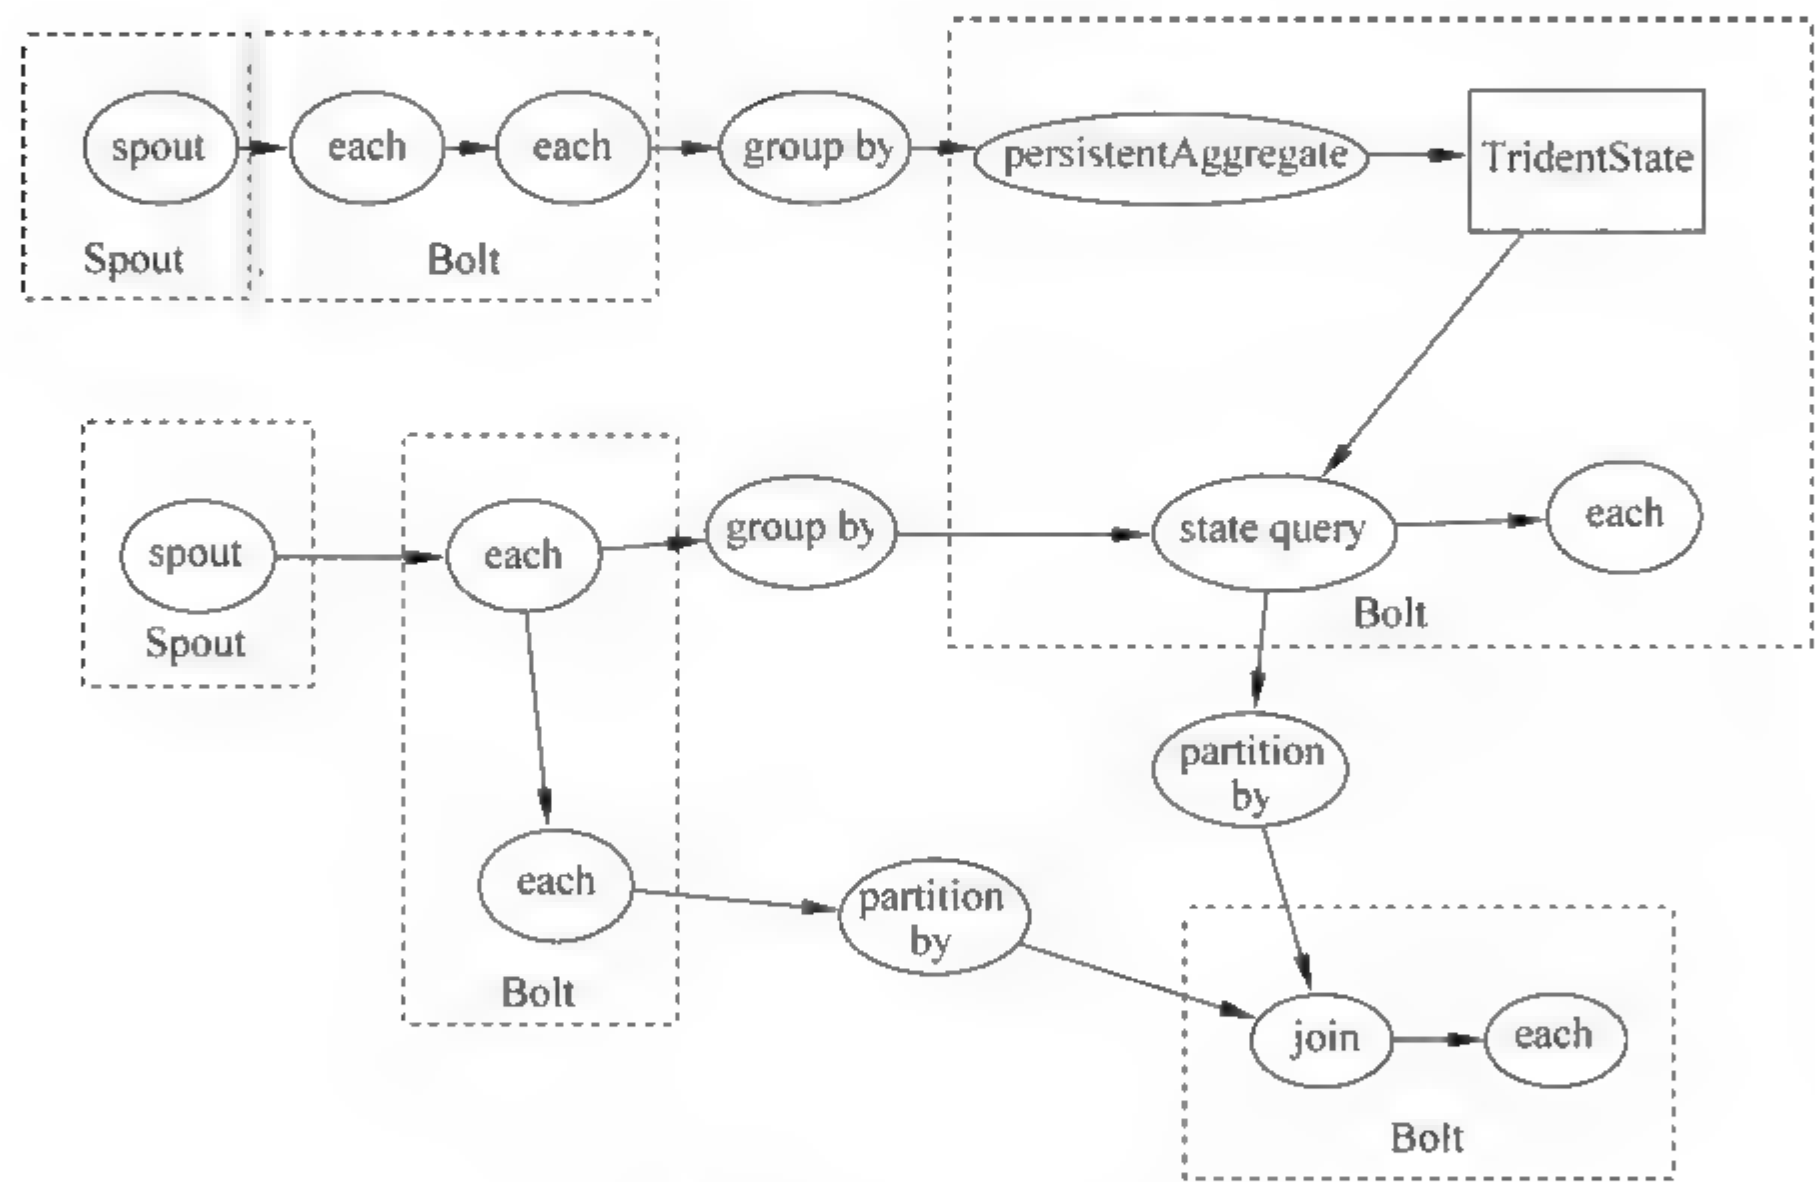 spout
each
each
group by
persistentAggregate
TridentState
Spout
Bolt
spout
each
group by
state query
each
Spout
Bolt
partition
by
each
partition
by
Bolt
join
each
Bolt